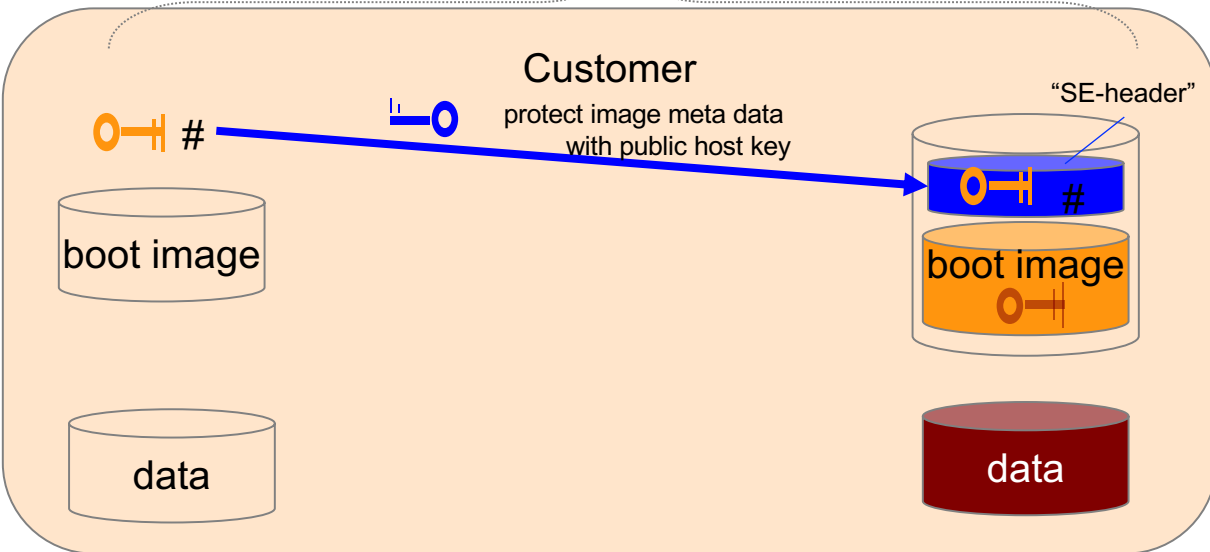 Customer
"SE-header"
protect image meta data
with public host key
#
#
boot image
boot image
data
data